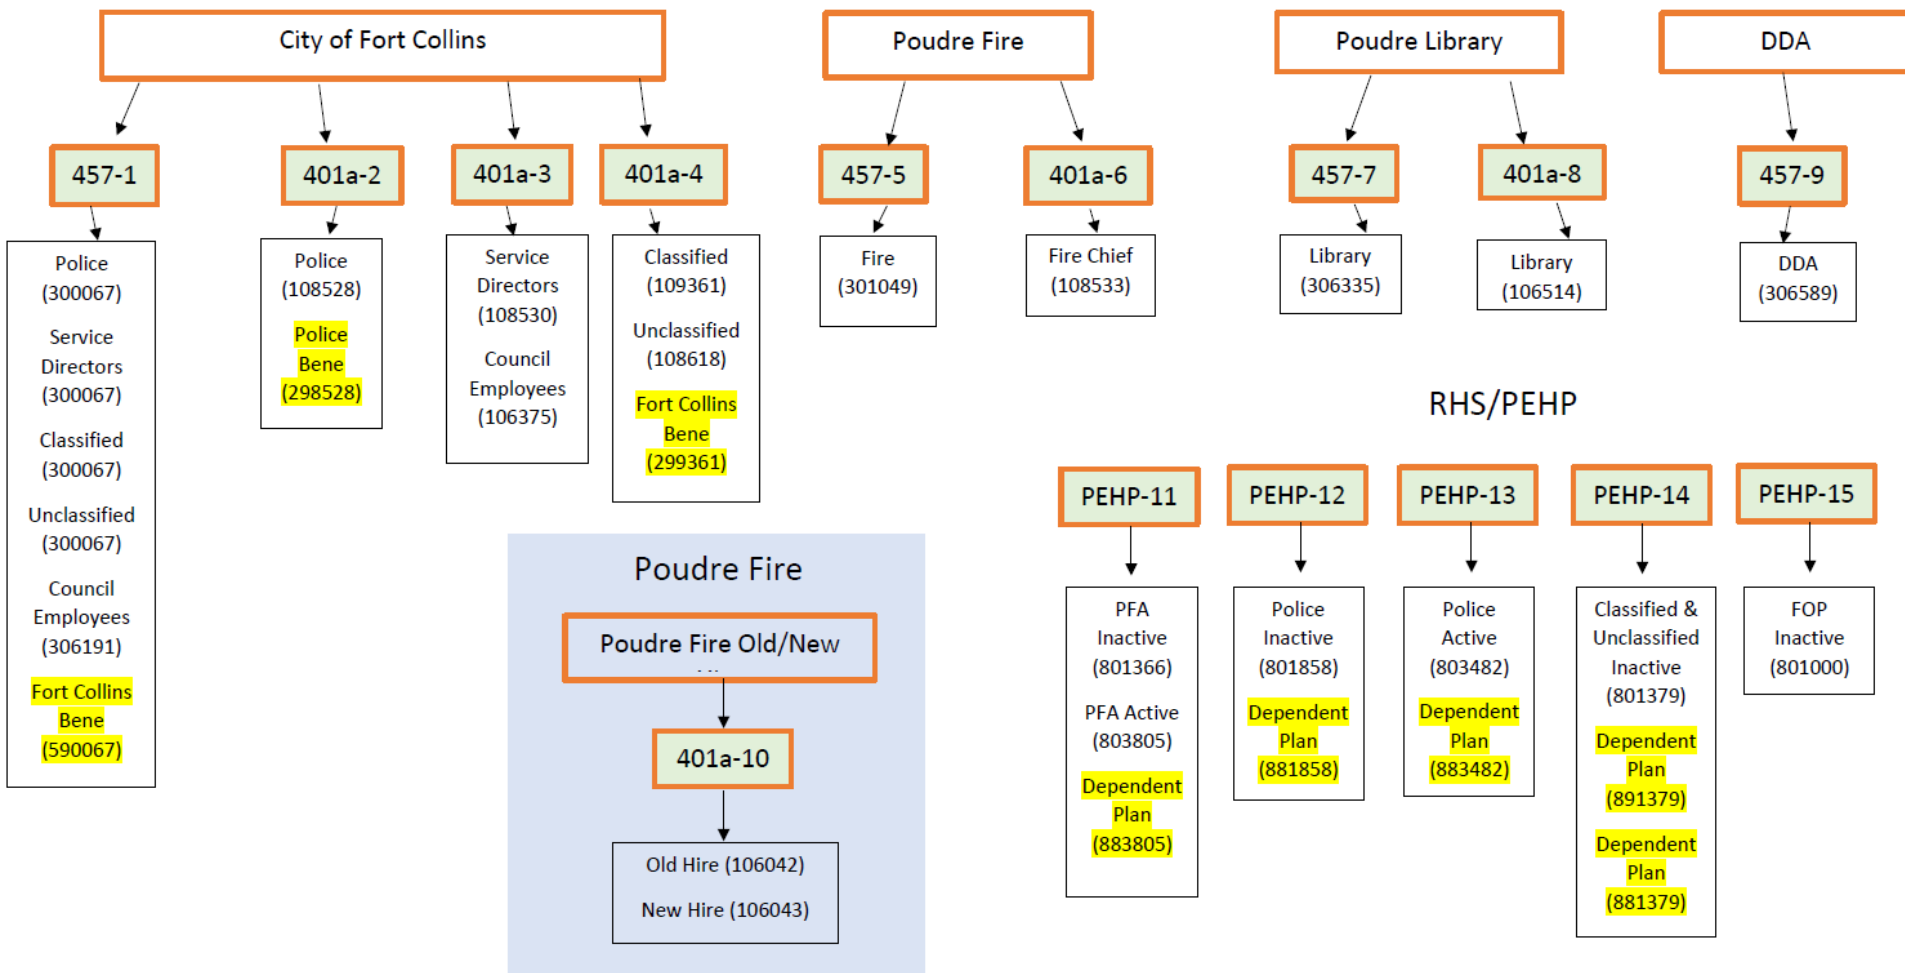 City of Fort Collins
Poudre Fire
Poudre Library
DDA
457-1
401a-2
401a-3
401a-4
457-5
401a-6
457-7
401a-8
457-9
Police
(300067)
Service
Directors
(300067)
Classified
(300067)
Unclassified
(300067)
Council
Employees
(306191)
Fort Collins
Bene
(590067)
Police
(108528)
Police
Bene
(298528)
Service
Directors
(108530)
Council
Employees
(106375)
Classified
(109361)
Unclassified
(108618)
Fort Collins
Bene
(299361)
Fire
(301049)
Fire Chief
(108533)
Library
(306335)
Library
(106514)
DDA
(306589)
Poudre Fire
Poudre Fire Old/New
401a-10
Old Hire (106042)
New Hire (106043)
RHS/PEHP
PEHP-11
PEHP-12
PEHP-13
PEHP-14
PEHP-15
PFA
Inactive
(801366)
PFA Active
(803805)
Dependent
Plan
(883805)
Police
Inactive
(801858)
Dependent
Plan
(881858)
Police
Active
(803482)
Dependent
Plan
(883482)
Classified &
Unclassified
Inactive
(801379)
Dependent
Plan
(891379)
Dependent
Plan
(881379)
FOP
Inactive
(801000)